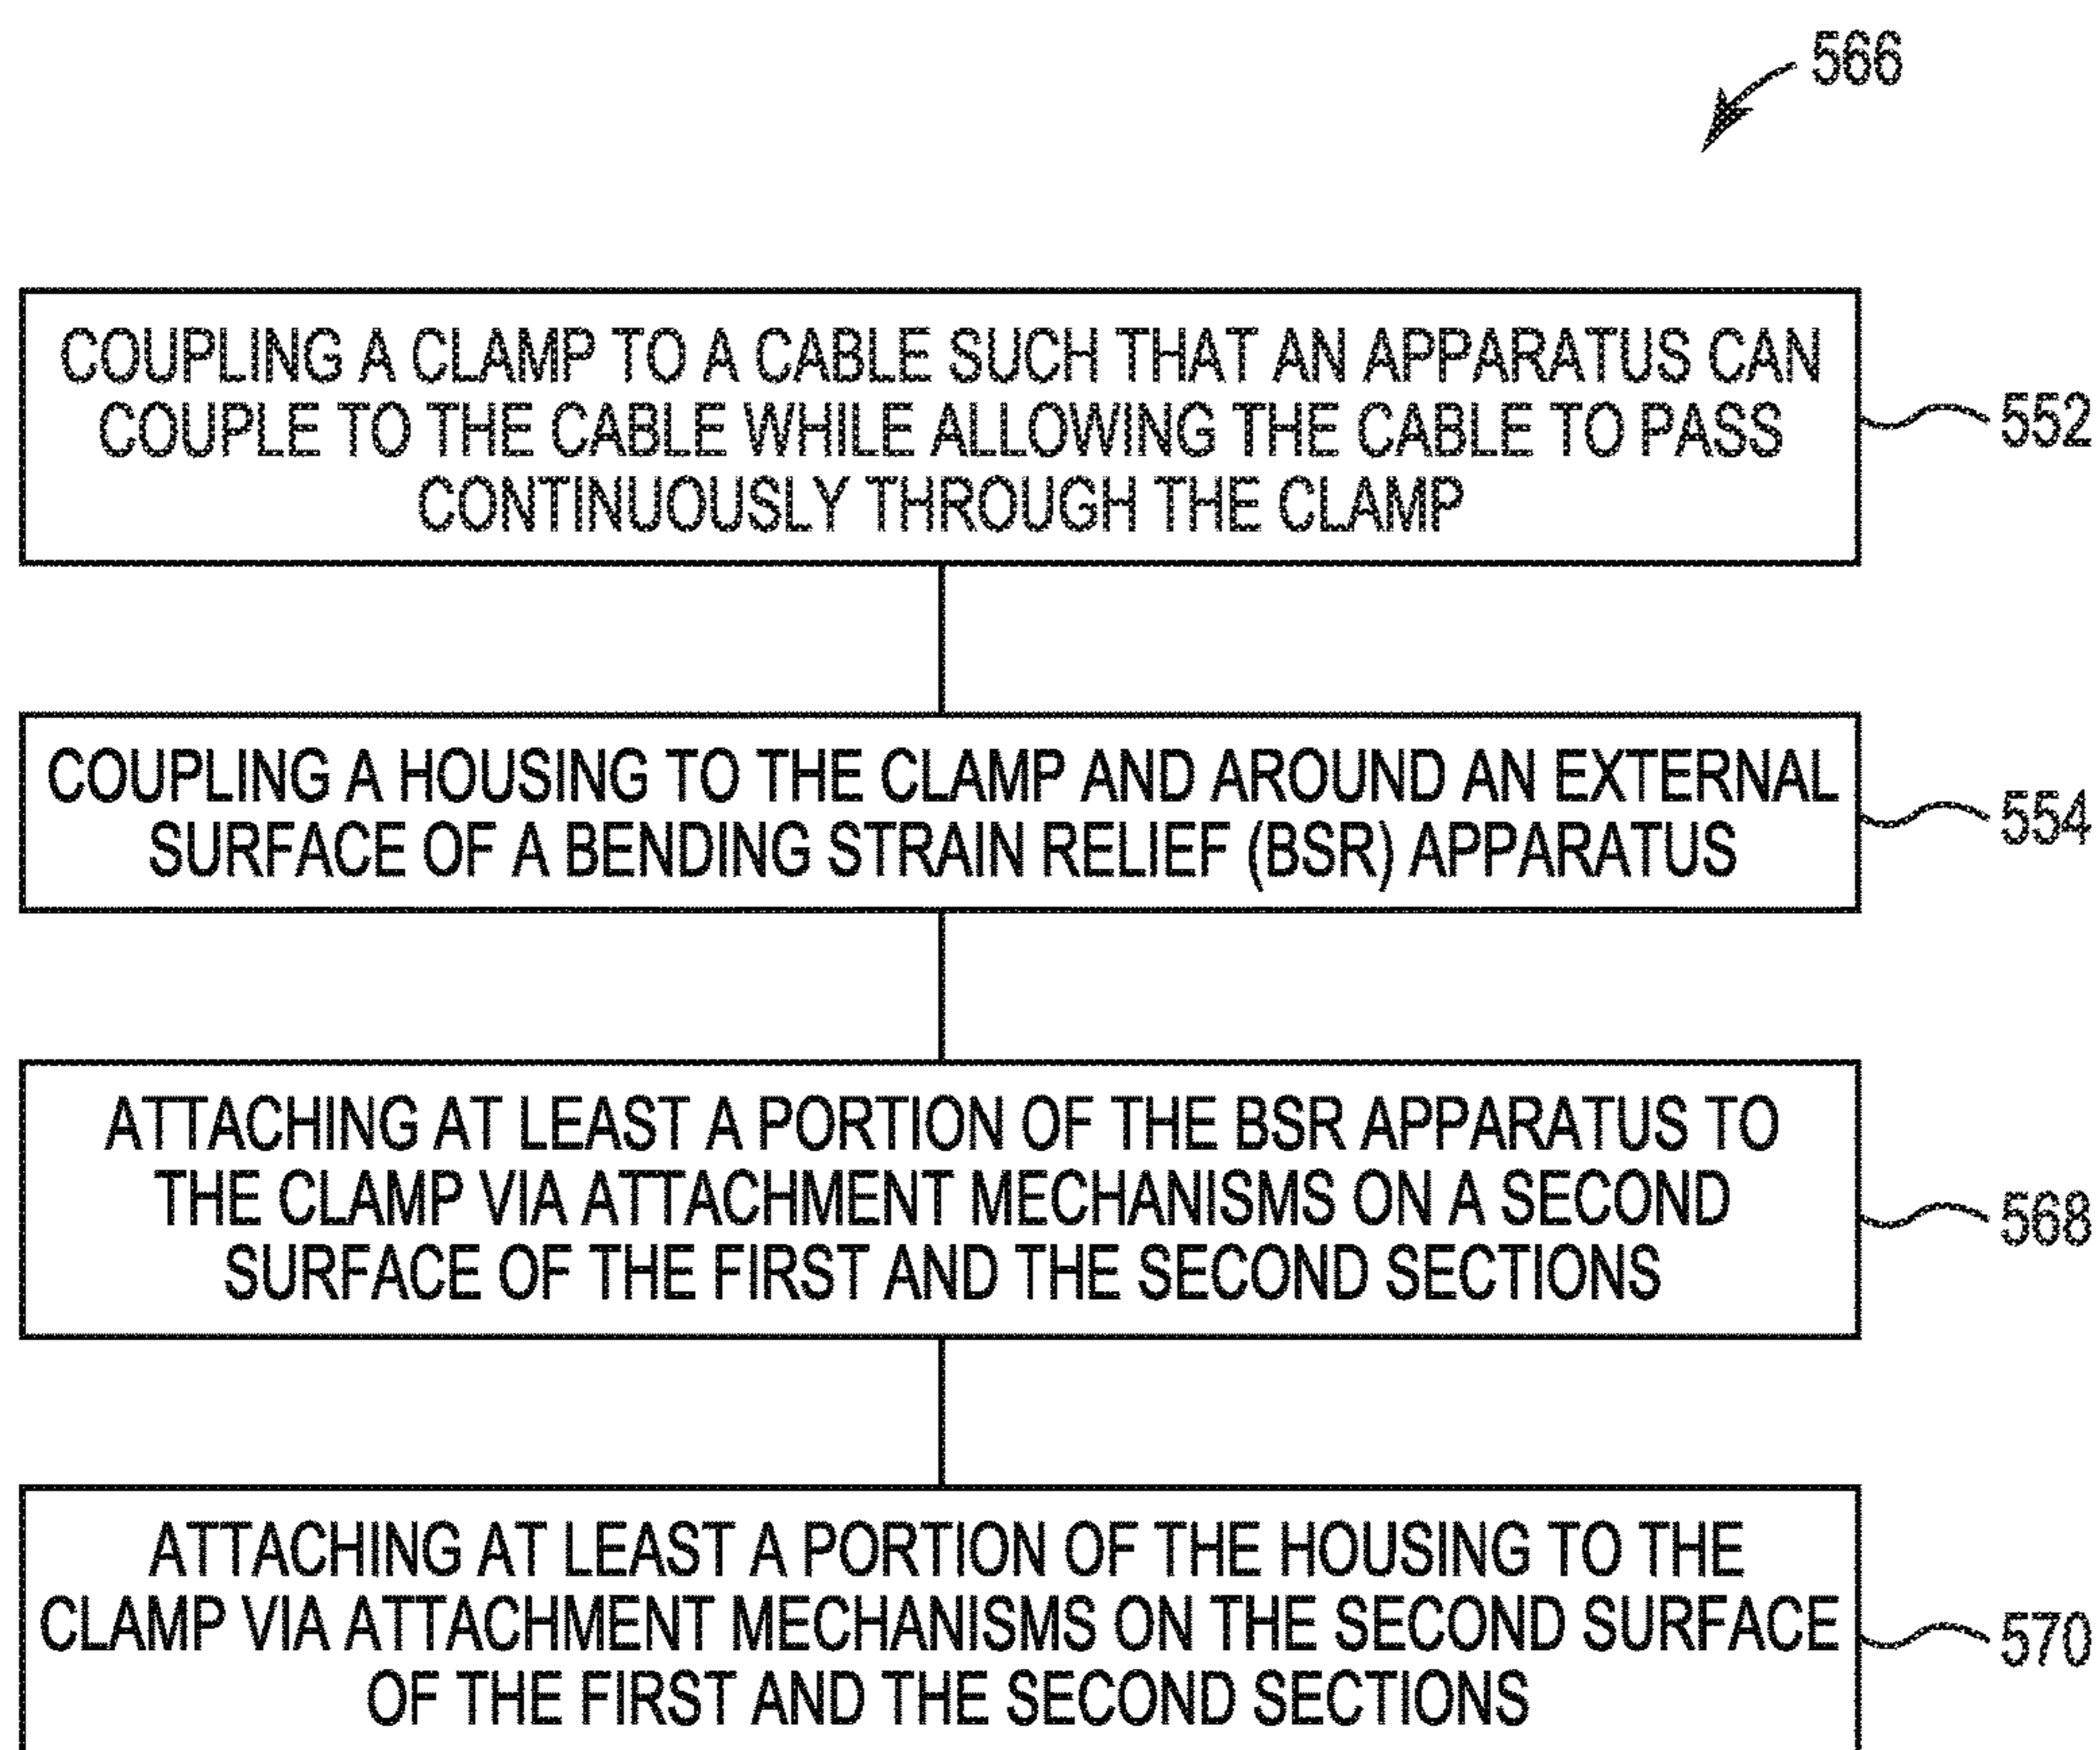 566
COUPLING A CLAMP TO A CABLE SUCH THAT AN APPARATUS CAN
COUPLE TO THE CABLE WHILE ALLOWING THE CABLE TO PASS
CONTINUOUSLY THROUGH THE CLAMP
552
COUPLING A HOUSING TO THE CLAMP AND AROUND AN EXTERNAL
SURFACE OF A BENDING STRAIN RELIEF (BSR) APPARATUS
554
ATTACHING AT LEAST A PORTION OF THE BSR APPARATUS TO
THE CLAMP VIA ATTACHMENT MECHANISMS ON A SECOND
SURFACE OF THE FIRST AND THE SECOND SECTIONS
568
ATTACHING AT LEAST A PORTION OF THE HOUSING TO THE
CLAMP VIA ATTACHMENT MECHANISMS ON THE SECOND SURFACE
OF THE FIRST AND THE SECOND SECTIONS
570